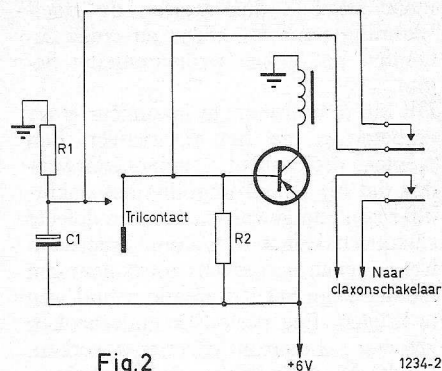 R1
C1
Trilcontact
R2
Naar
claxonschakelaar
+6V
Fig.2
1234-2